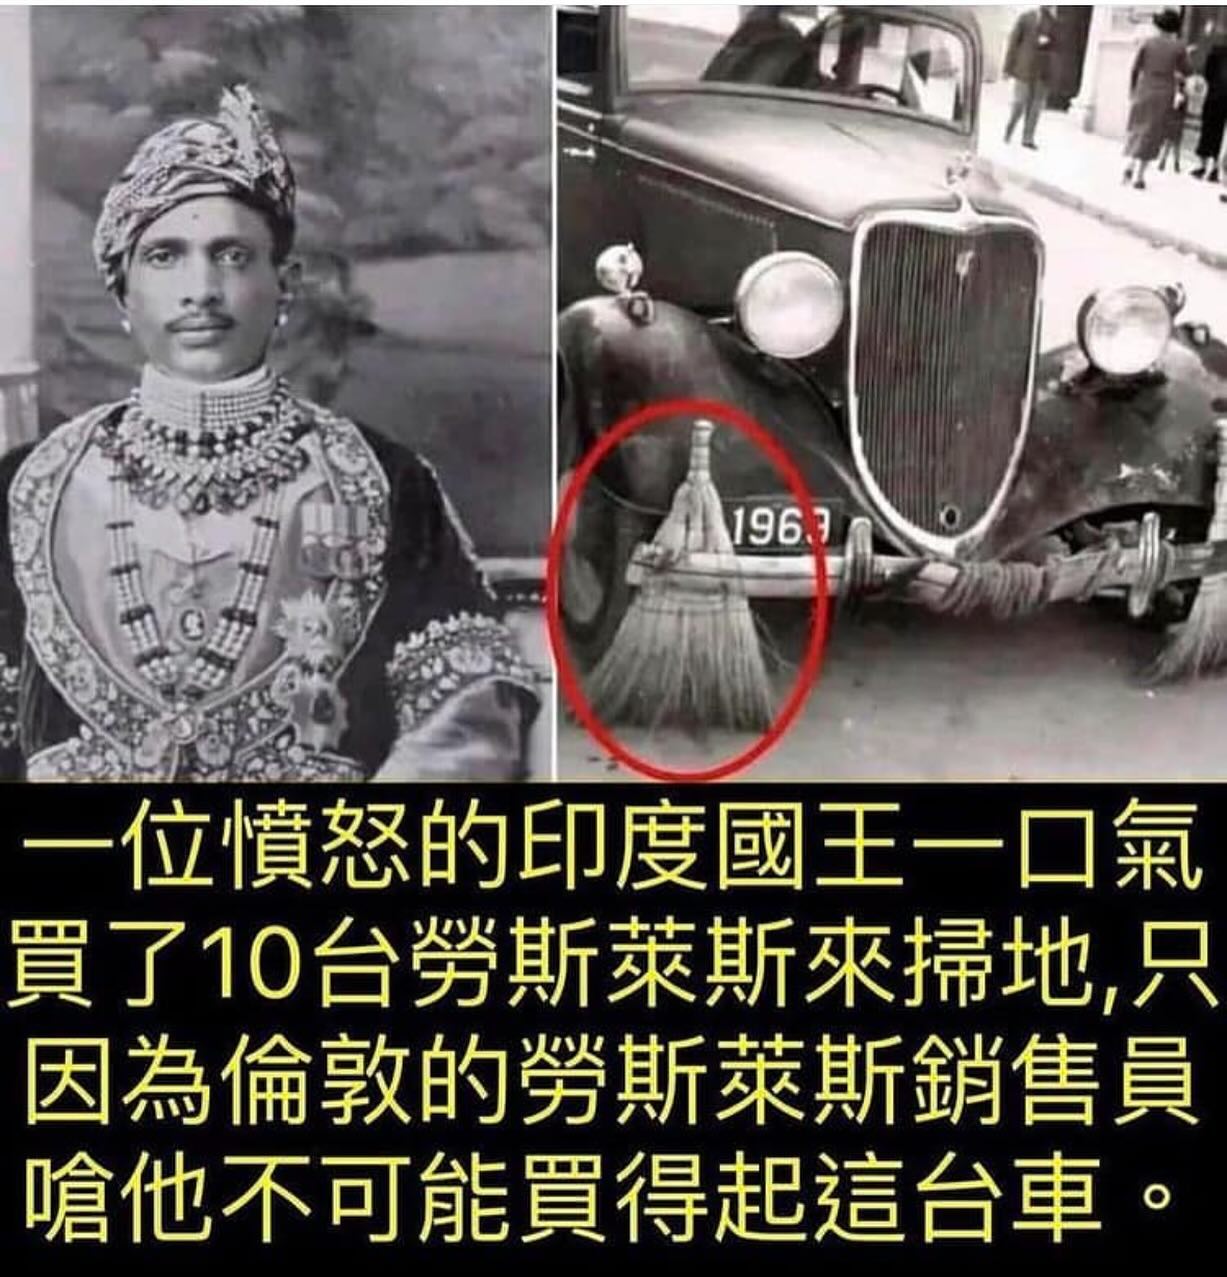 1963
一位憤怒的印度國王一口氣
買了10台勞斯萊斯來掃地,只
因為倫敦的勞斯萊斯銷售員
嗆他不可能買得起這台車。